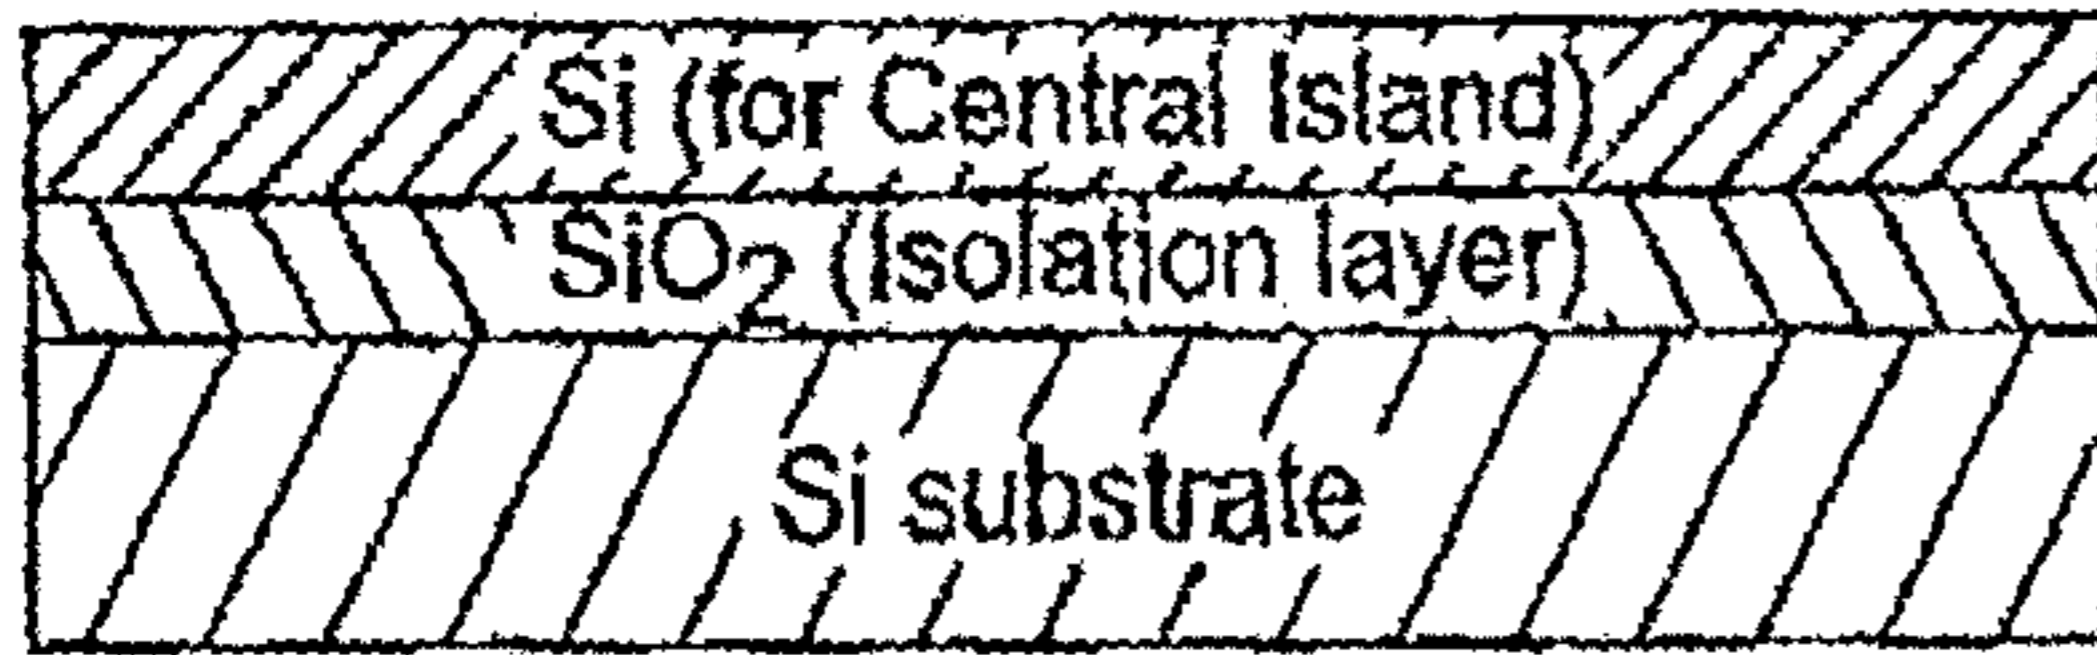 Si (for Central Island)
SiO₂ (Isolation layer)
Si substrate